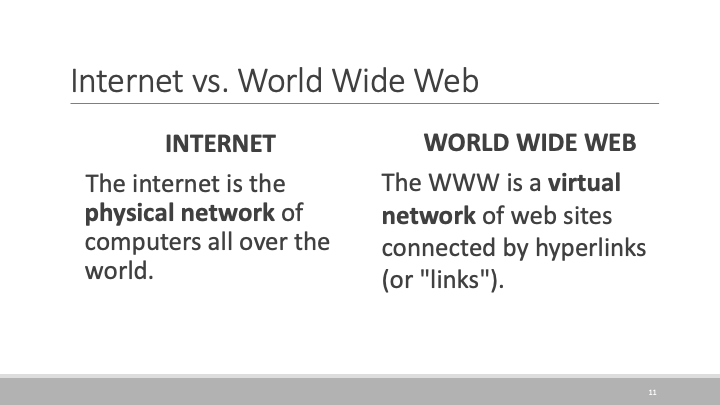 Internet vs. World Wide Web
INTERNET
The internet is the
physical network of
computers all over the
world.
WORLD WIDE WEB
The WWW is a virtual
network of web sites
connected by hyperlinks
(or "links").
11